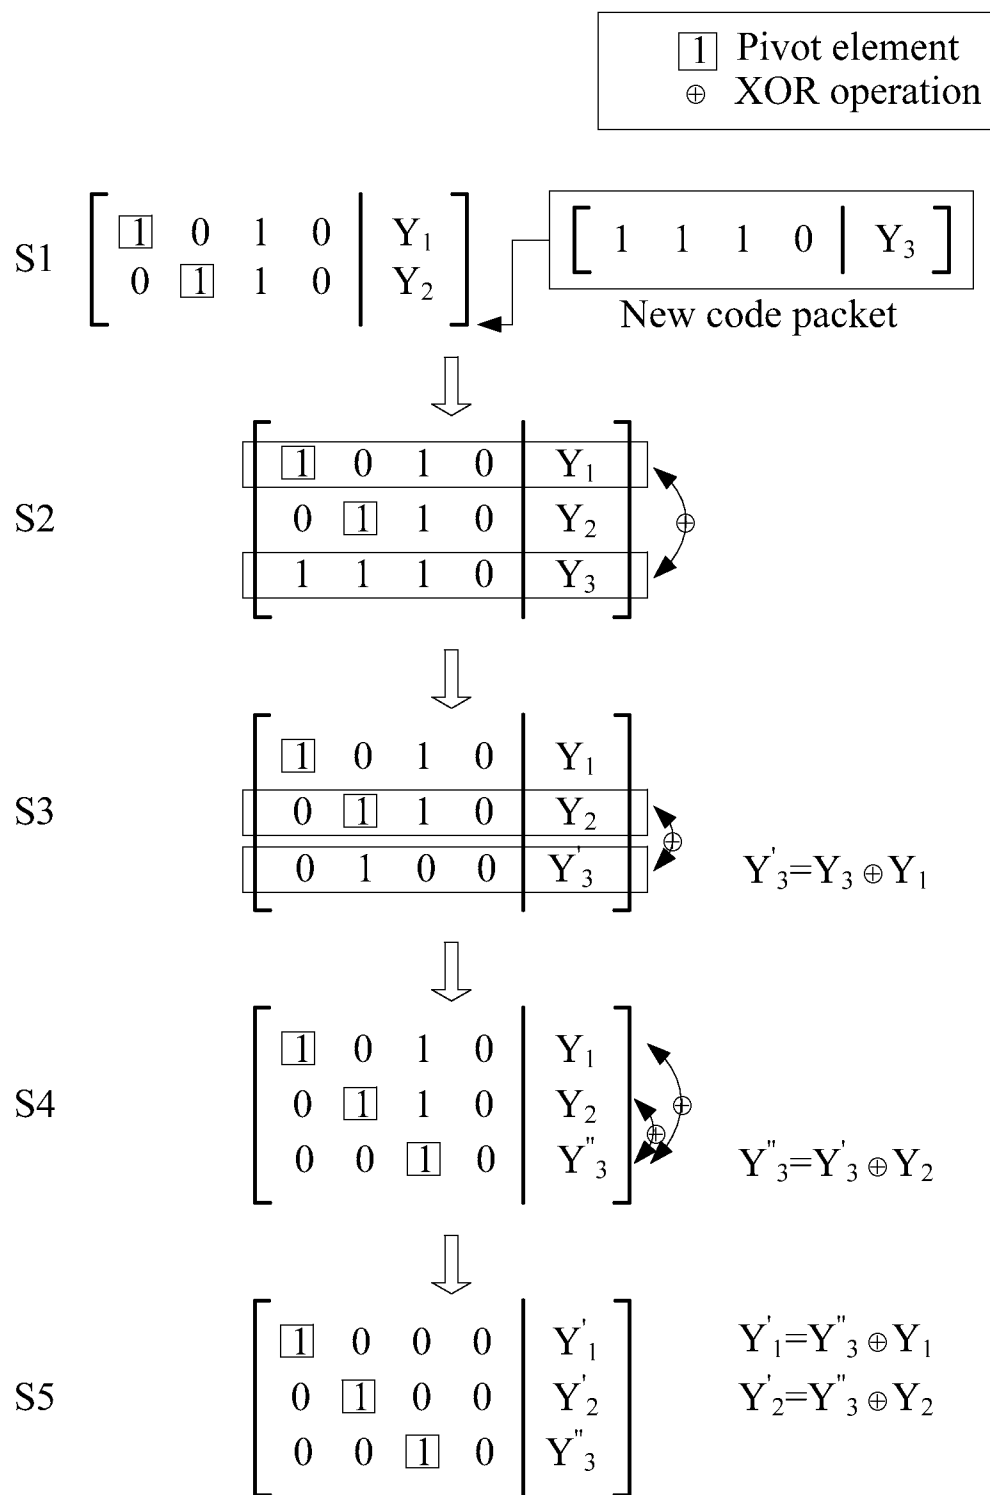 1 Pivot element
⊕ XOR operation
S1
1 0 1 0 Y1
0 1 1 0 Y2
1 1 1 0 Y3
New code packet
S2
1 0 1 0 Y1
0 1 1 0 Y2
1 1 1 0 Y3
⊕
S3
1 0 1 0 Y1
0 1 1 0 Y2
0 1 0 0 Y'3
⊕
Y'3=Y3⊕Y1
S4
1 0 1 0 Y1
0 1 1 0 Y2
0 0 1 0 Y"3
⊕
⊕
Y"3=Y'3⊕Y2
S5
1 0 0 0 Y'1
0 1 0 0 Y'2
0 0 1 0 Y"3
Y'1=Y"3⊕Y1
Y'2=Y"3⊕Y2